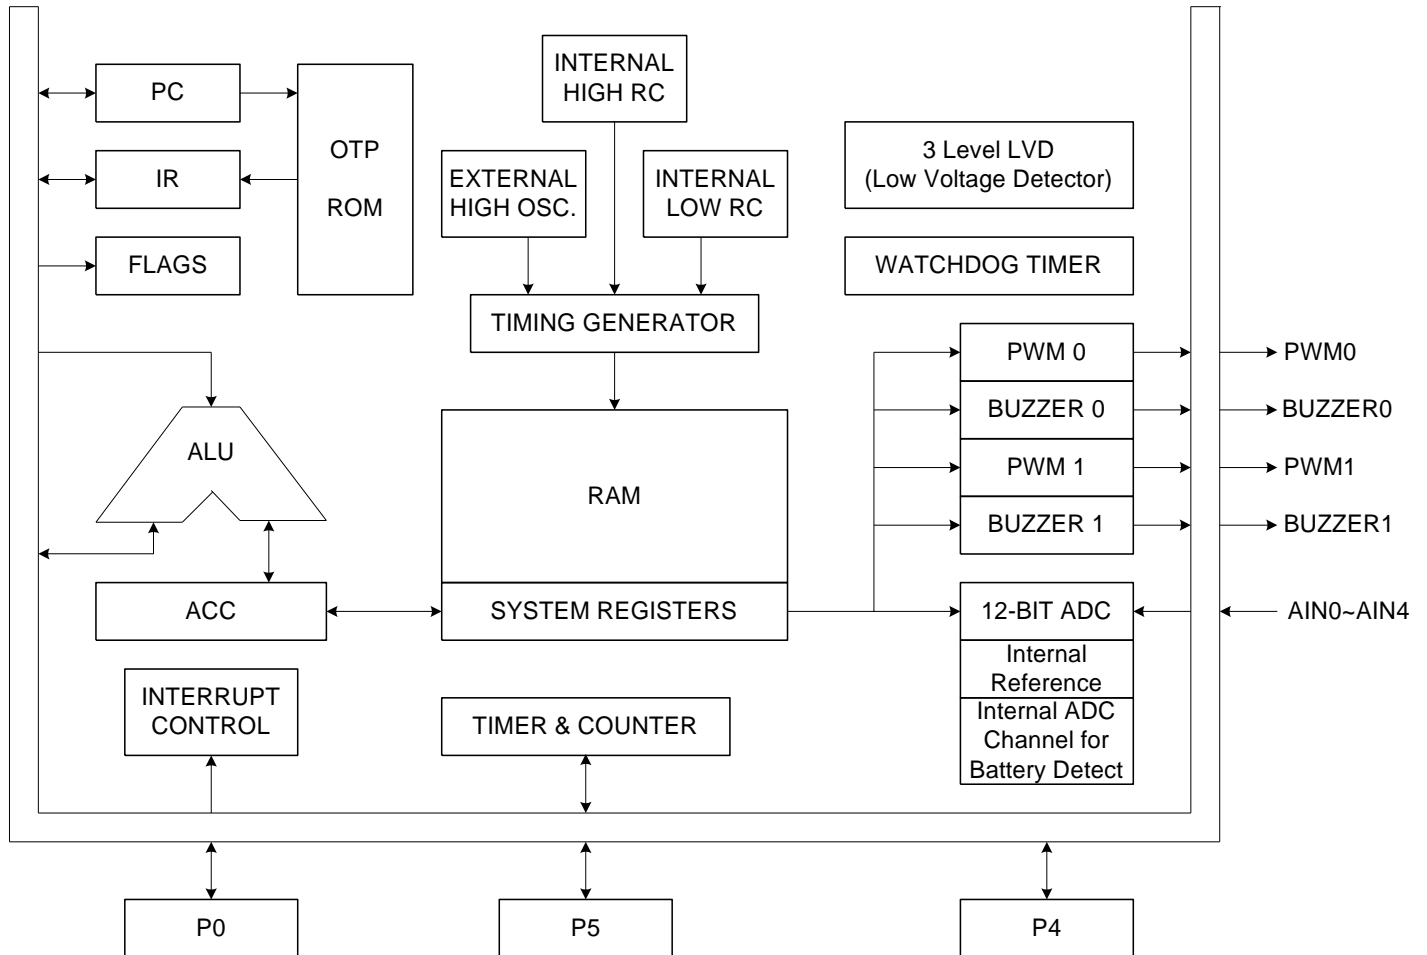 INTERNAL
HIGH RC
PC
OTP
ROM
3 Level LVD
(Low Voltage Detector)
IR
EXTERNAL
HIGH OSC.
INTERNAL
LOW RC
FLAGS
WATCHDOG TIMER
TIMING GENERATOR
PWM 0
PWM0
BUZZER 0
BUZZER0
ALU
PWM 1
PWM1
RAM
BUZZER 1
BUZZER1
ACC
SYSTEM REGISTERS
12-BIT ADC
AIN0~AIN4
Internal
Reference
INTERRUPT
CONTROL
TIMER & COUNTER
Internal ADC
Channel for
Battery Detect
P0
P5
P4